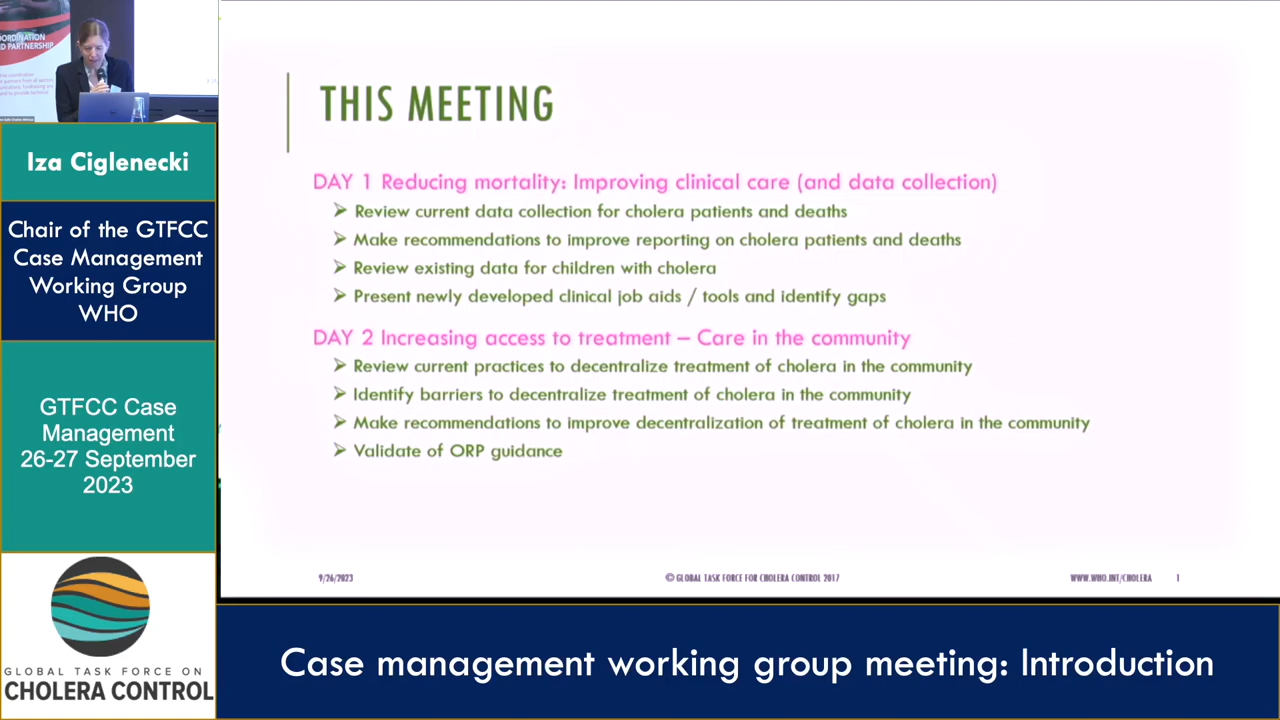 OORDINATION
ND PARTNERSHIP
Iza Ciglenecki
Chair of the GTFCC
Case Management
Working Group
WHO
GTFCC Case
Management
26-27 September
2023
GLOBAL TASK FORCE ON
CHOLERA CONTROL
THIS MEETING
DAY 1 Reducing mortality: Improving clinical care (and data collection)
➢ Review current data collection for cholera patients and deaths
➢ Make recommendations to improve reporting on cholera patients and deaths
➢ Review existing data for children with cholera
➢ Present newly developed clinical job aids / tools and identify gaps
DAY 2 Increasing access to treatment – Care in the community
➢ Review current practices to decentralize treatment of cholera in the community
➢ Identify barriers to decentralize treatment of cholera in the community
➢ Make recommendations to improve decentralization of treatment of cholera in the community
➢ Validate of ORP guidance
9/26/2023
© GLOBAL TASK FORCE FOR CHOLERA CONTROL 2017
WWW.WHO.INT/CHOLERA
1
Case management working group meeting: Introduction